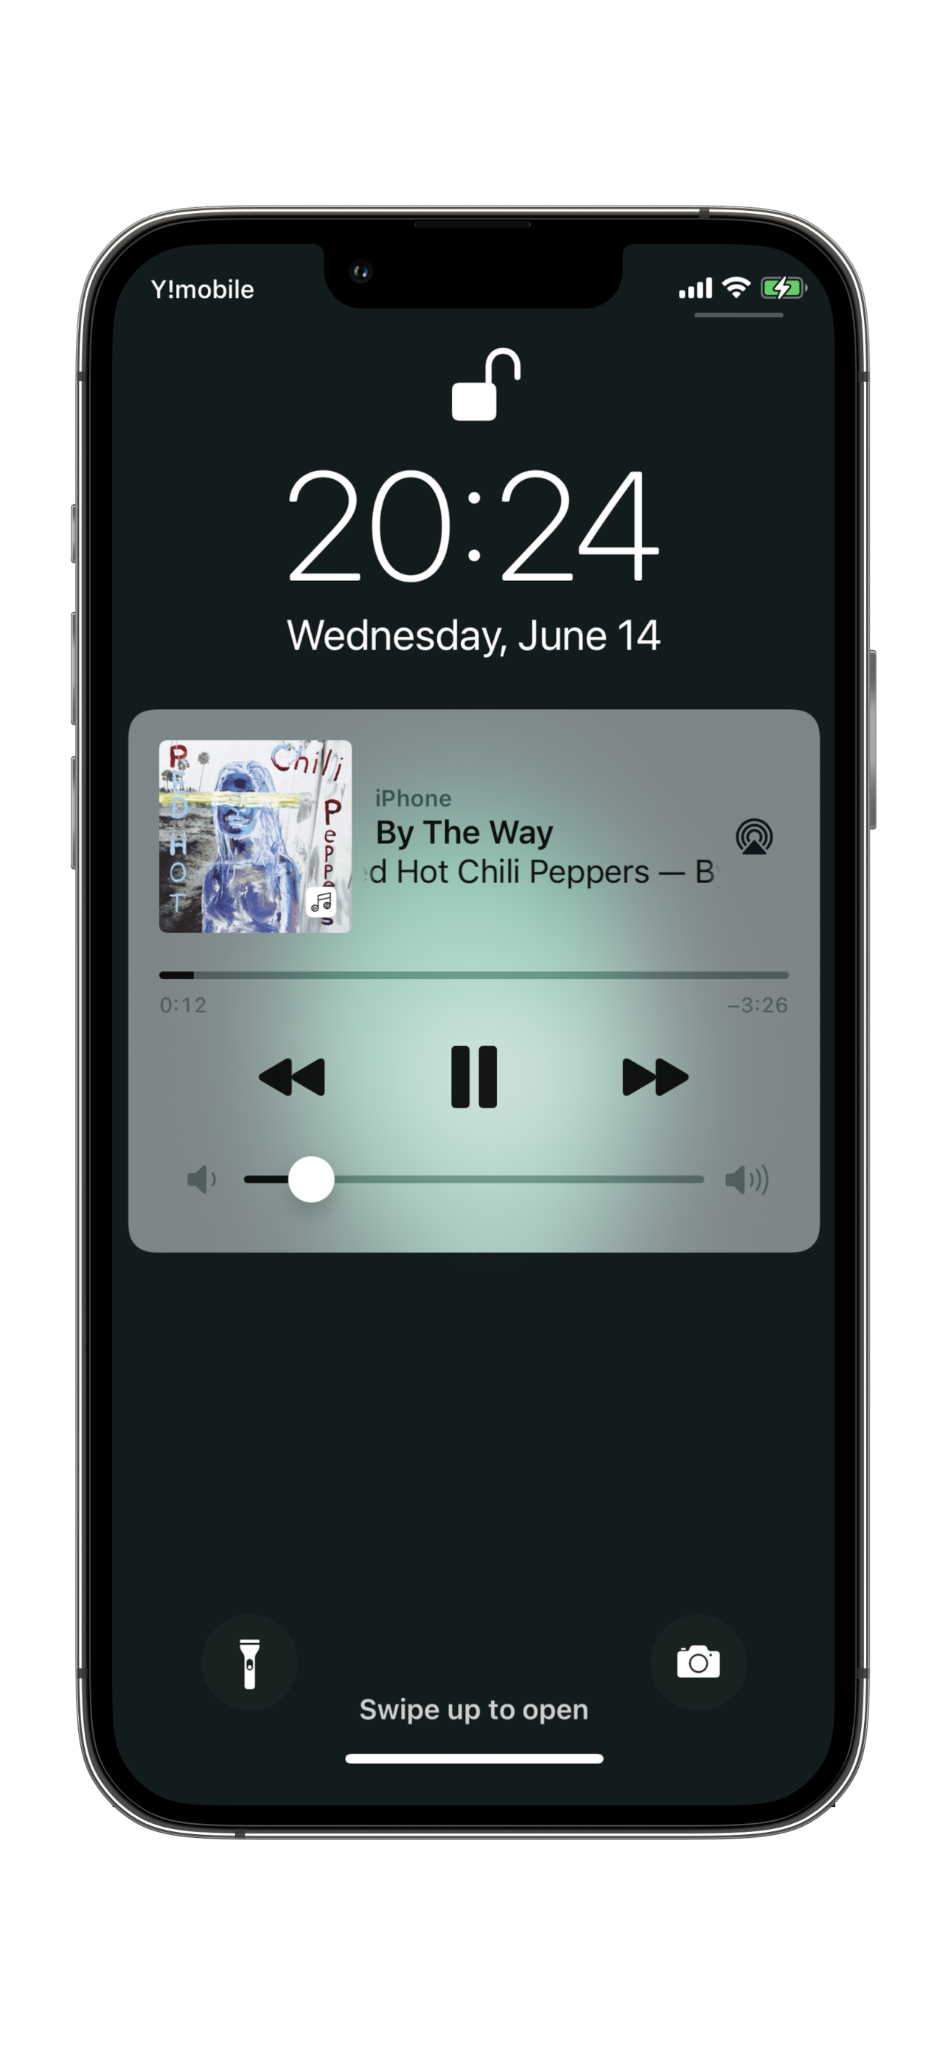 Y!mobile
20:24
Wednesday, June 14
RED HOT
Chili
Peppe s
iPhone
By The Way
d Hot Chili Peppers — B
0:12
−3:26
Swipe up to open